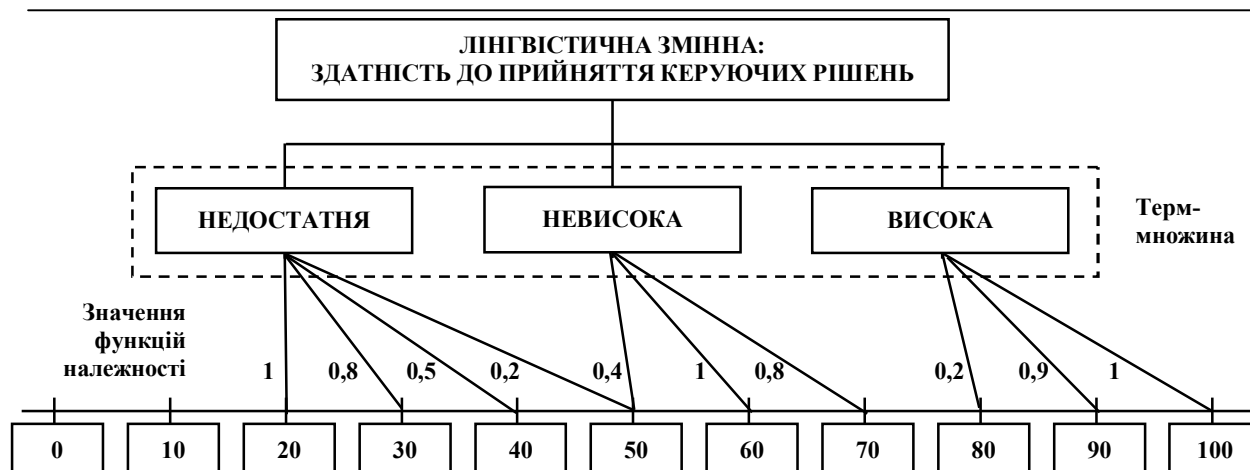 ЛІНГВІСТИЧНА ЗМІННА:
ЗДАТНІСТЬ ДО ПРИЙНЯТТЯ КЕРУЮЧИХ РІШЕНЬ
НЕДОСТАТНЯ НЕВИСОКА ВИСОКА
Терм-
множина
Значення
функцій
належності
1 0,8 0,5 0,2 0,4 1 0,8 0,2 0,9 1
0 10 20 30 40 50 60 70 80 90 100